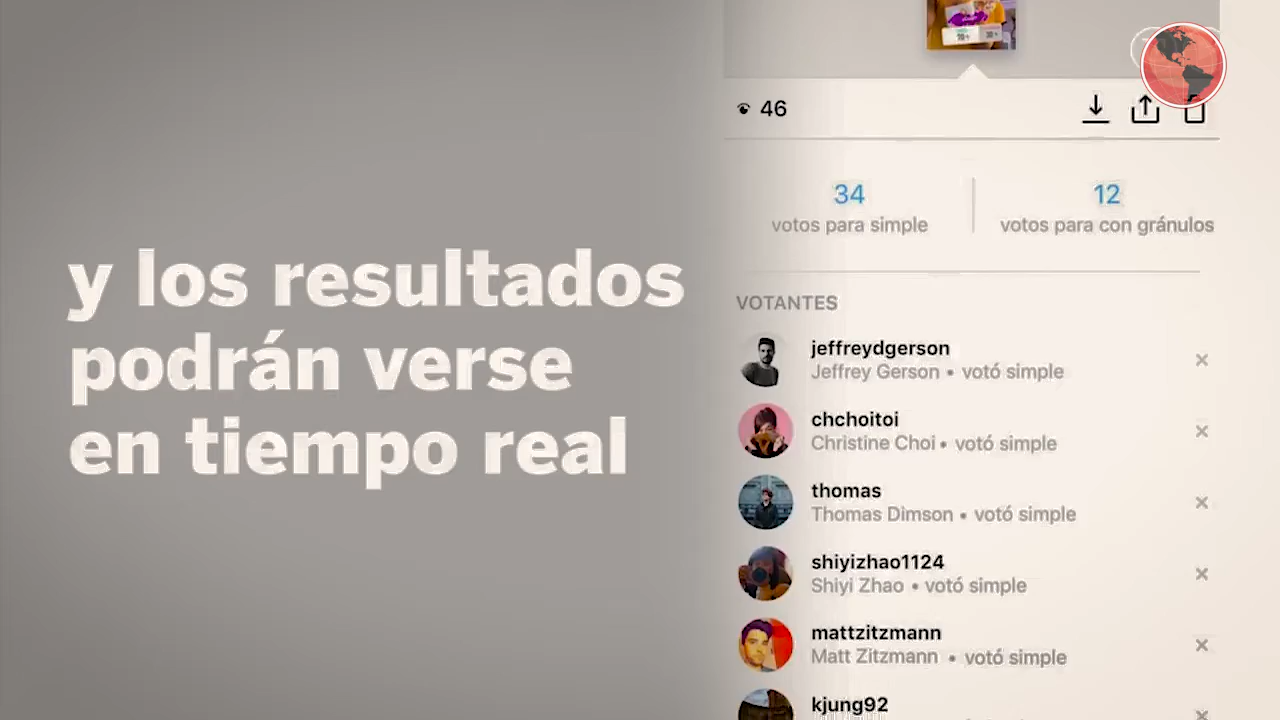 y los resultados
podrán verse
en tiempo real
46
34
votos para simple
12
votos para con gránulos
VOTANTES
jeffreydgerson
Jeffrey Gerson • votó simple
chchoitoi
Christine Choi • votó simple
thomas
Thomas Dimson • votó simple
shiyizhao1124
Shiyi Zhao • votó simple
mattzitzmann
Matt Zitzmann • votó simple
kjung92